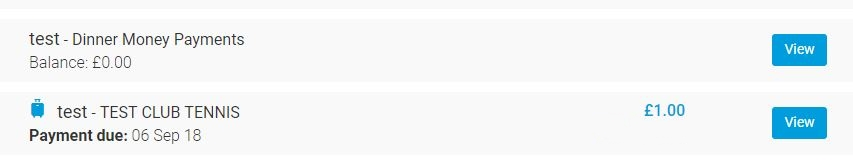 test - Dinner Money Payments
View
Balance: £0.00
test - TEST CLUB TENNIS
£1.00
View
Payment due: 06 Sep 18